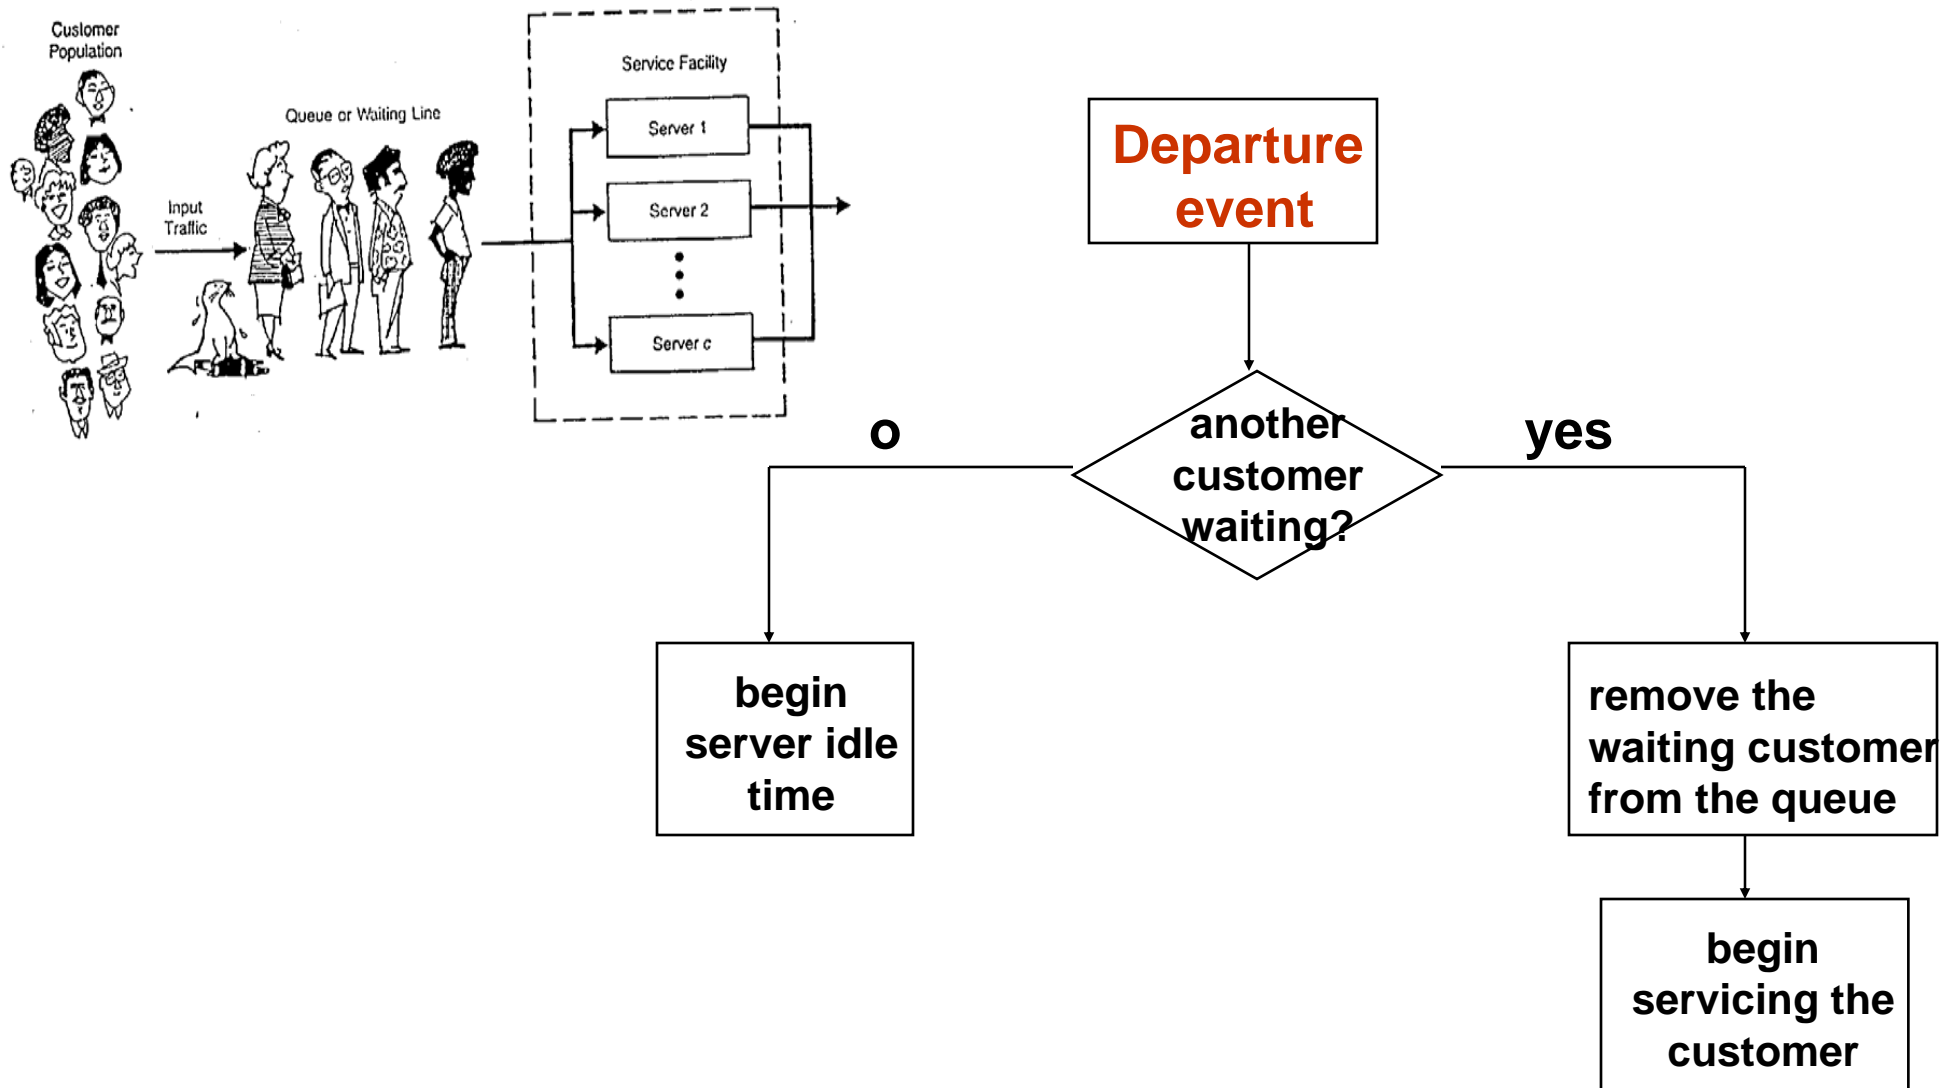 Customer
Population
Queue or Waiting Line
Input
Traffic
Service Facility
Server 1
Server 2
Server c
Departure
event
another
customer
waiting?
o
yes
begin
server idle
time
remove the
waiting customer
from the queue
begin
servicing the
customer